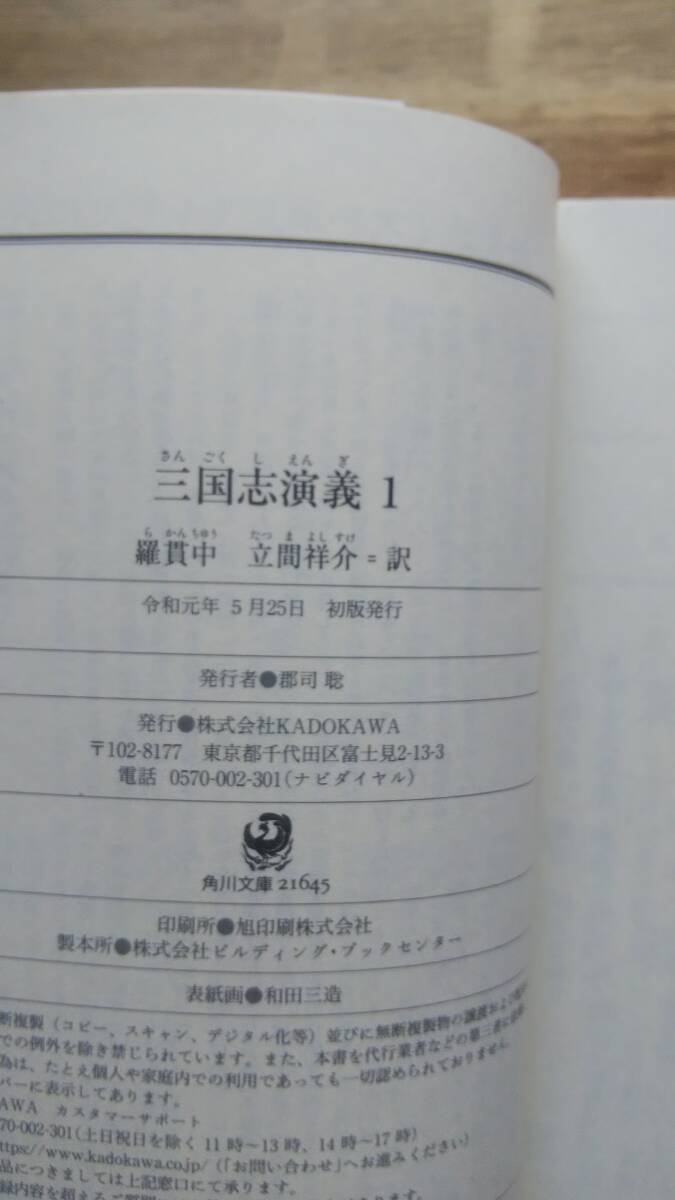 さんごくしえんぎ
三国志演義 1
らかんちゅう たつまよしすけ
羅貫中 立間祥介=訳
令和元年 5月25日 初版発行
発行者●郡司 聡
発行●株式会社KADOKAWA
〒102-8177 東京都千代田区富士見2-13-3
電話 0570-002-301(ナビダイヤル)
角川文庫 21645
印刷所●旭印刷株式会社
製本所●株式会社ビルディング・ブックセンター
表紙画●和田三造
断複製(コピー、スキャン、デジタル化等)並びに無断複製物の譲渡および
での例外を除き禁じられています。また、本書を代行業者などの第三者に
為は、たとえ個人や家庭内での利用であっても一切認められておりません。
バーに表示してあります。
AWA カスタマーサポート
70-002-301(土日祝日を除く11時〜13時、14時〜17時)
ttps://www.kadokawa.co.jp/(「お問い合わせ」へお進みください)
品につきましては上記窓口にて承ります。